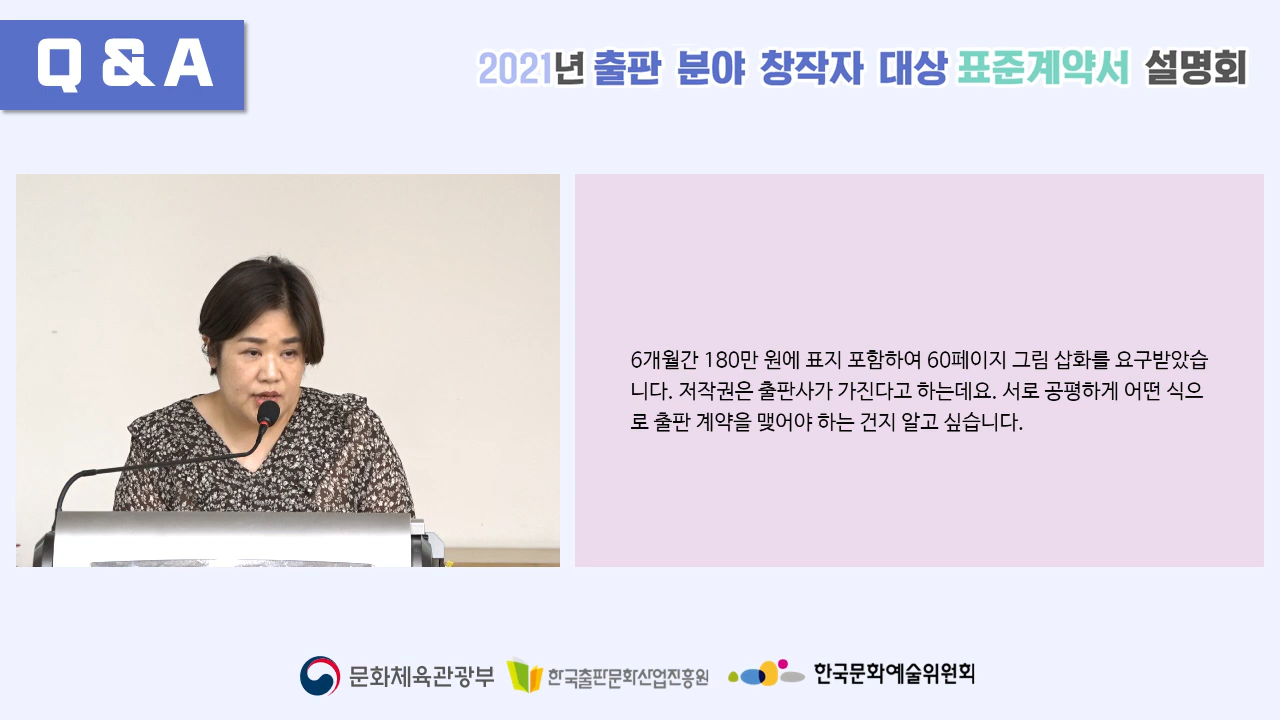 Q & A
2021년 출판 분야 창작자 대상 표준계약서 설명회
6개월간 180만 원에 표지 포함하여 60페이지 그림 삽화를 요구받았습
니다. 저작권은 출판사가 가진다고 하는데요. 서로 공평하게 어떤 식으
로 출판 계약을 맺어야 하는 건지 알고 싶습니다.
문화체육관광부 한국출판문화산업진흥원 한국문화예술위원회